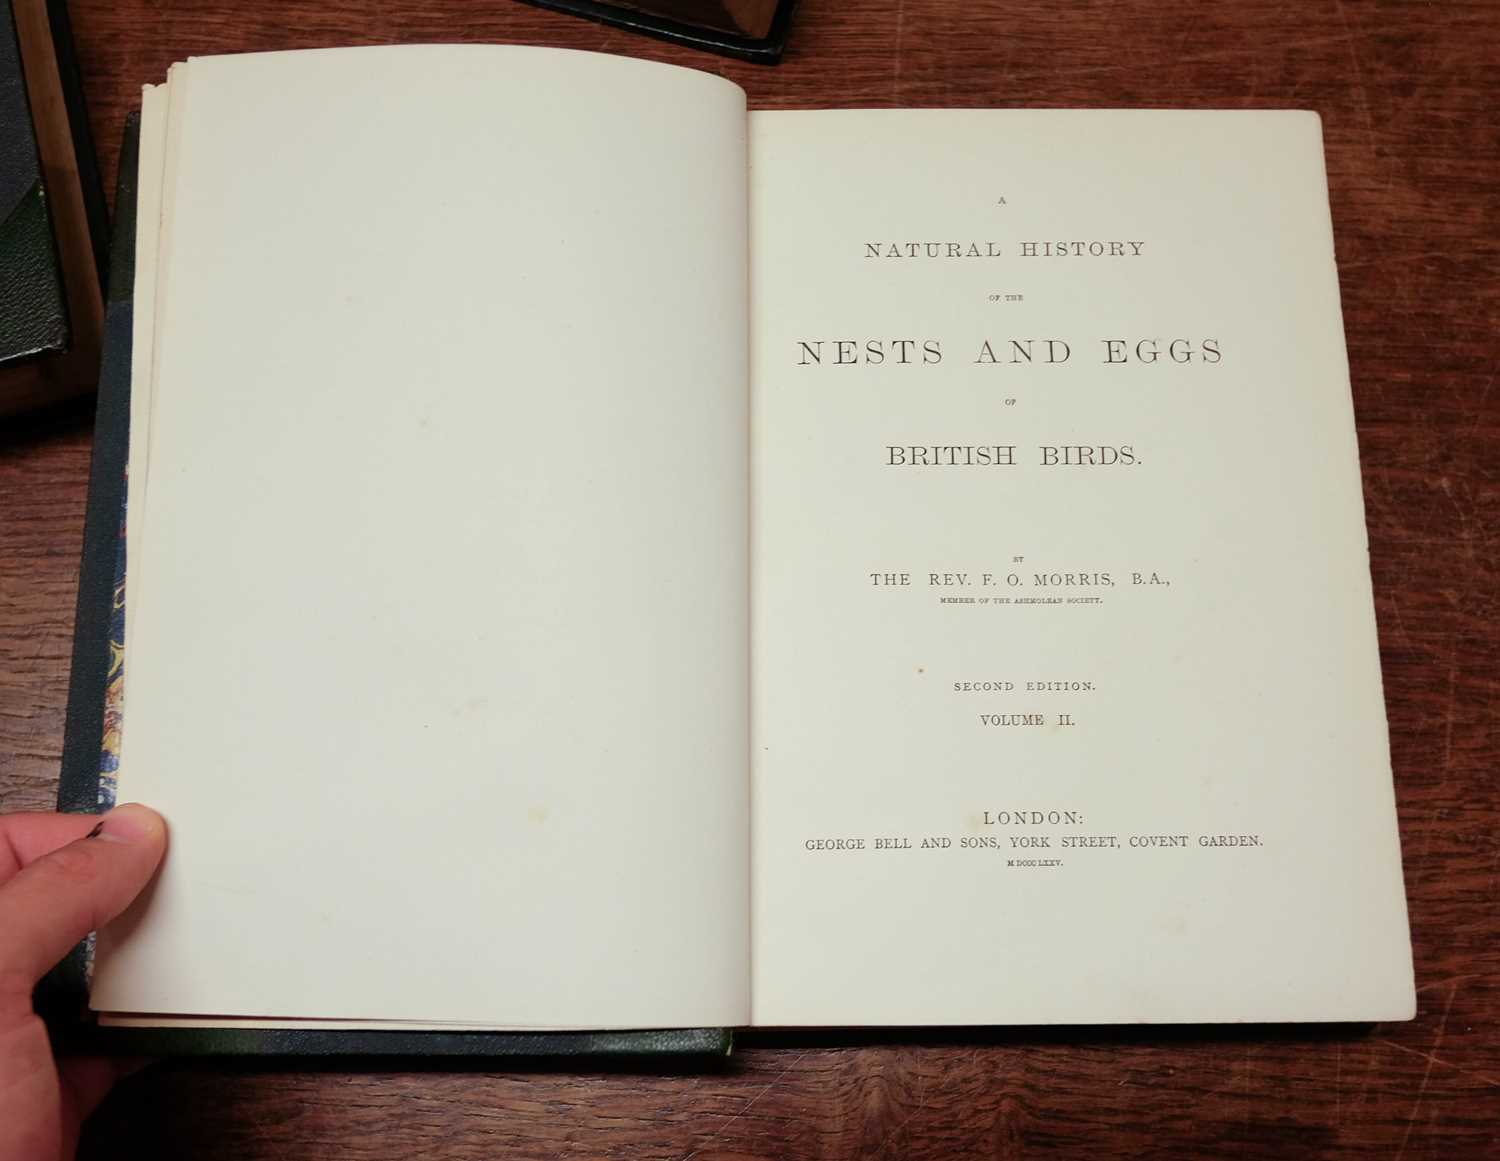 A
NATURAL HISTORY
OF THE
NESTS AND EGGS
OF
BRITISH BIRDS.
BY
THE REV. F. O. MORRIS, B.A.,
MEMBER OF THE ASHMOLEAN SOCIETY.
SECOND EDITION.
VOLUME II.
LONDON:
GEORGE BELL AND SONS, YORK STREET, COVENT GARDEN.
MDCCCLXXV.